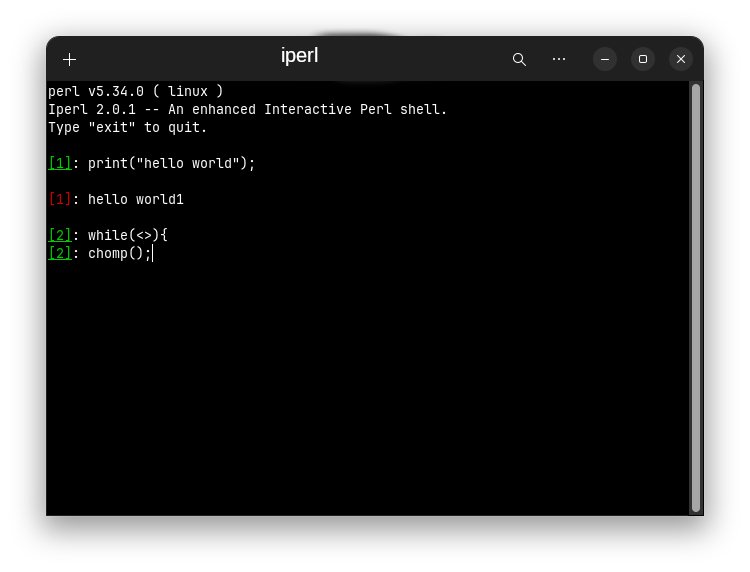 iperl
perl v5.34.0 ( linux )
Iperl 2.0.1 -- An enhanced Interactive Perl shell.
Type "exit" to quit.
[1]: print("hello world");
[1]: hello world1
[2]: while(<>){
[2]: chomp();